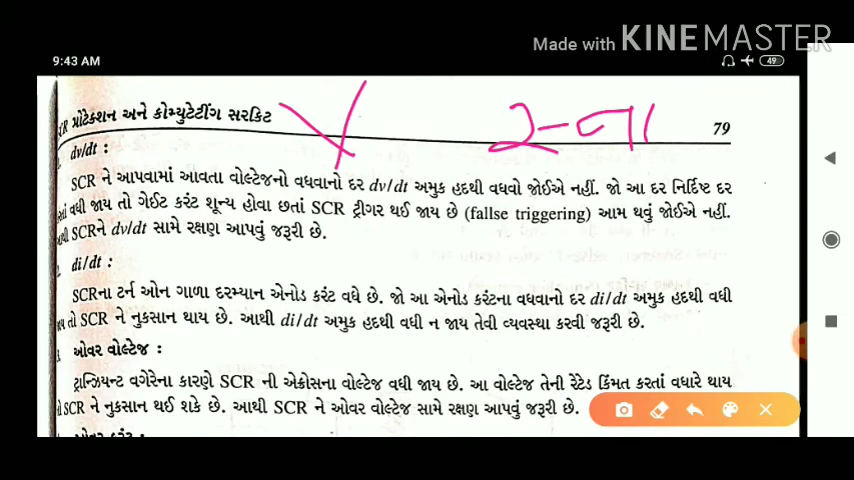 Made with KINEMASTER
9:43 AM
49
SCR પ્રોટેક્શન અને કોમ્યુટેટીંગ સરકિટ
79
dv/dt :
SCR ને આપવામાં આવતા વોલ્ટેજનો વધવાનો દર dv/dt અમુક હદથી વધવો જોઈએ નહીં. જો આ દર નિર્દિષ્ટ દર
વધી જાય તો ગેઈટ કરંટ શૂન્ય હોવા છતાં SCR ટ્રીગર થઈ જાય છે (fallse triggering) આમ થવું જોઈએ નહીં.
આથી SCRને dv/dt સામે રક્ષણ આપવું જરૂરી છે.
di/dt :
SCRના ટર્ન ઓન ગાળા દરમ્યાન એનોડ કરંટ વધે છે. જો આ એનોડ કરંટના વધવાનો દર di/dt અમુક હદથી વધી
જાય તો SCR ને નુકસાન થાય છે. આથી di/dt અમુક હદથી વધી ન જાય તેવી વ્યવસ્થા કરવી જરૂરી છે.
ઓવર વોલ્ટેજ :
ટ્રાન્ઝિયન્ટ વગેરેના કારણે SCR ની એક્રોસના વોલ્ટેજ વધી જાય છે. આ વોલ્ટેજ તેની રેટેડ કિંમત કરતાં વધારે થાય
તો SCR ને નુકસાન થઈ શકે છે. આથી SCR ને ઓવર વોલ્ટેજ સામે રક્ષણ આપવું જરૂરી છે.